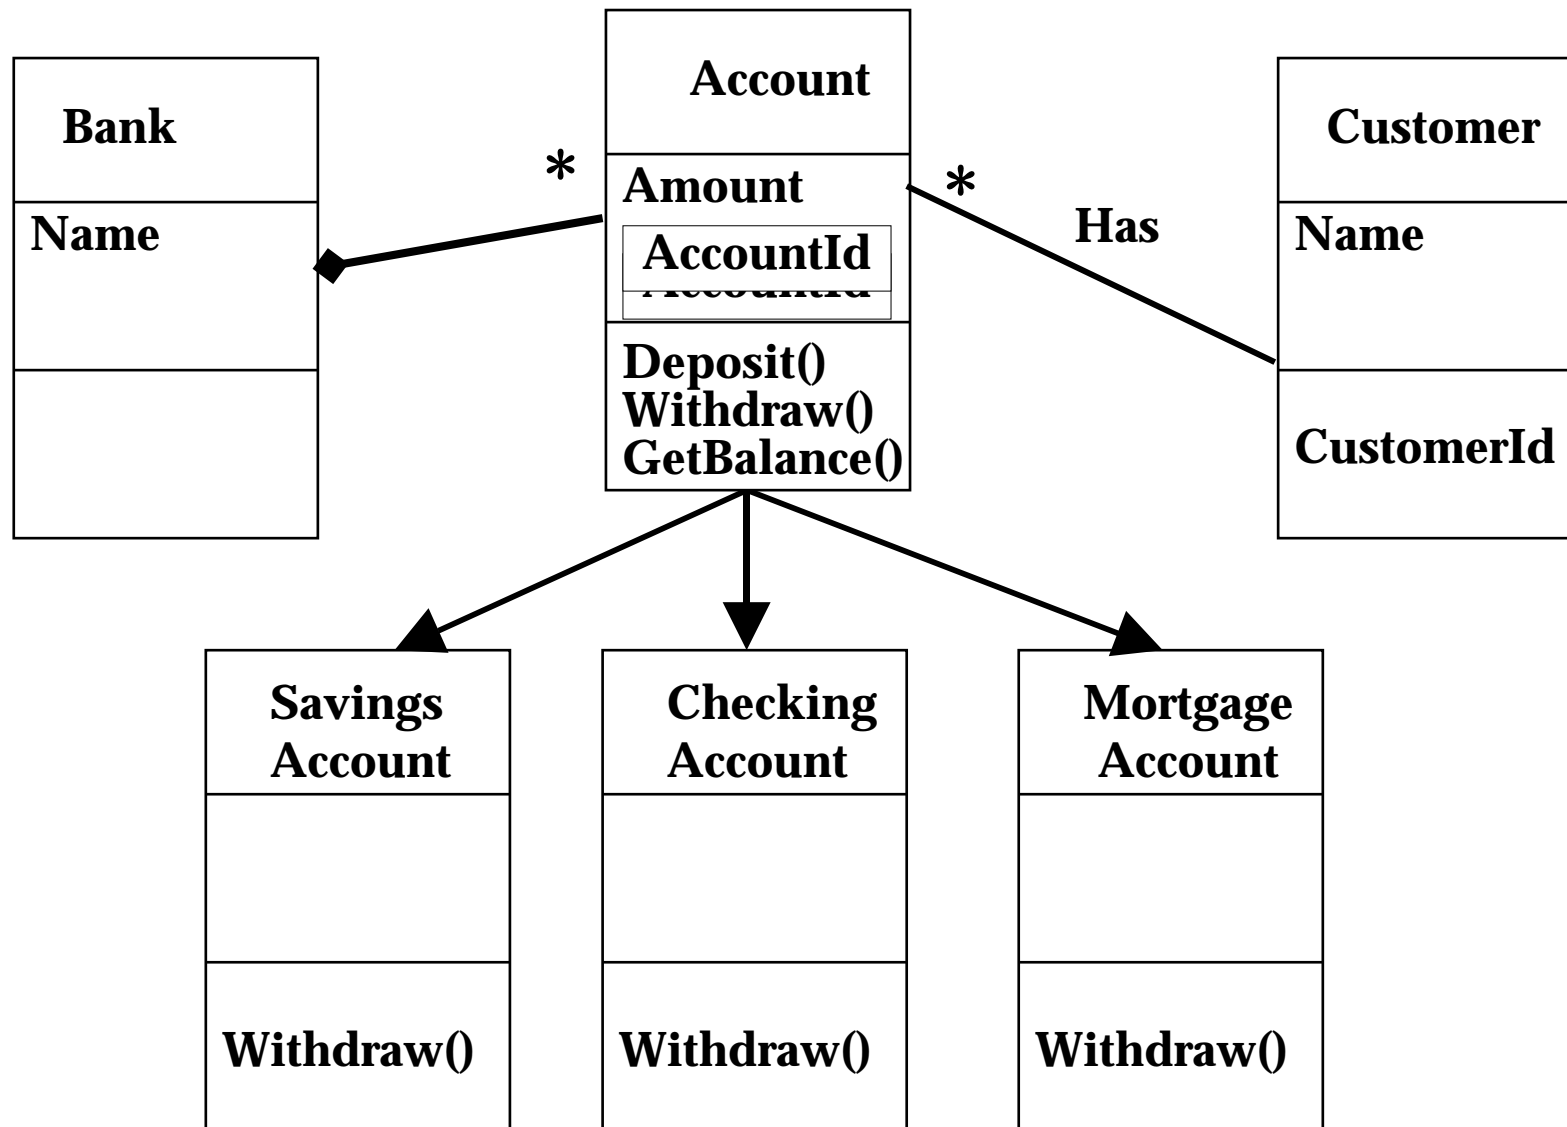 Bank
Name
*
Account
Amount
AccountId
AccountId
Deposit()
Withdraw()
GetBalance()
*
Has
Customer
Name
CustomerId
Savings
Account
Withdraw()
Checking
Account
Withdraw()
Mortgage
Account
Withdraw()